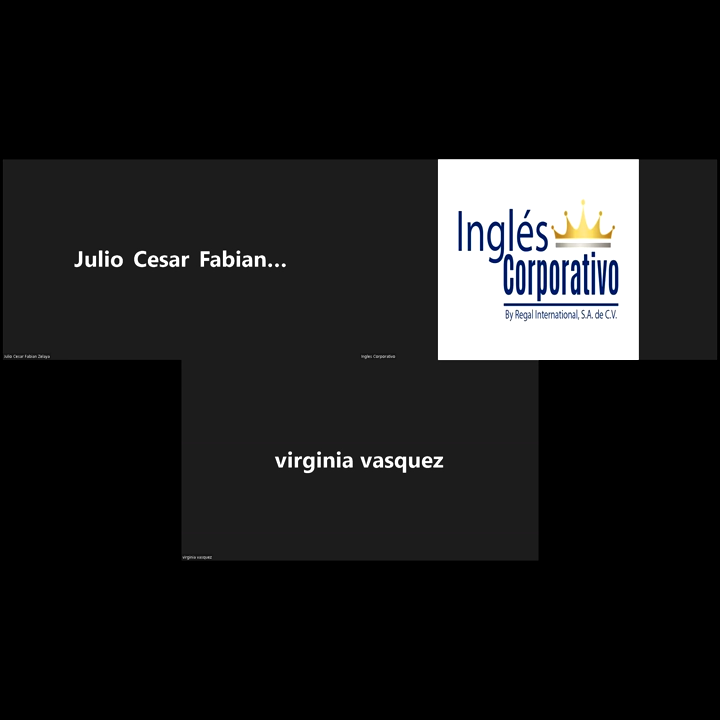 Julio Cesar Fabian...
Julio Cesar Fabian Zelaya
Inglés
Corporativo
By Regal International, S.A. de C.V.
Ingles Corporativo
virginia vasquez
virginia vasquez